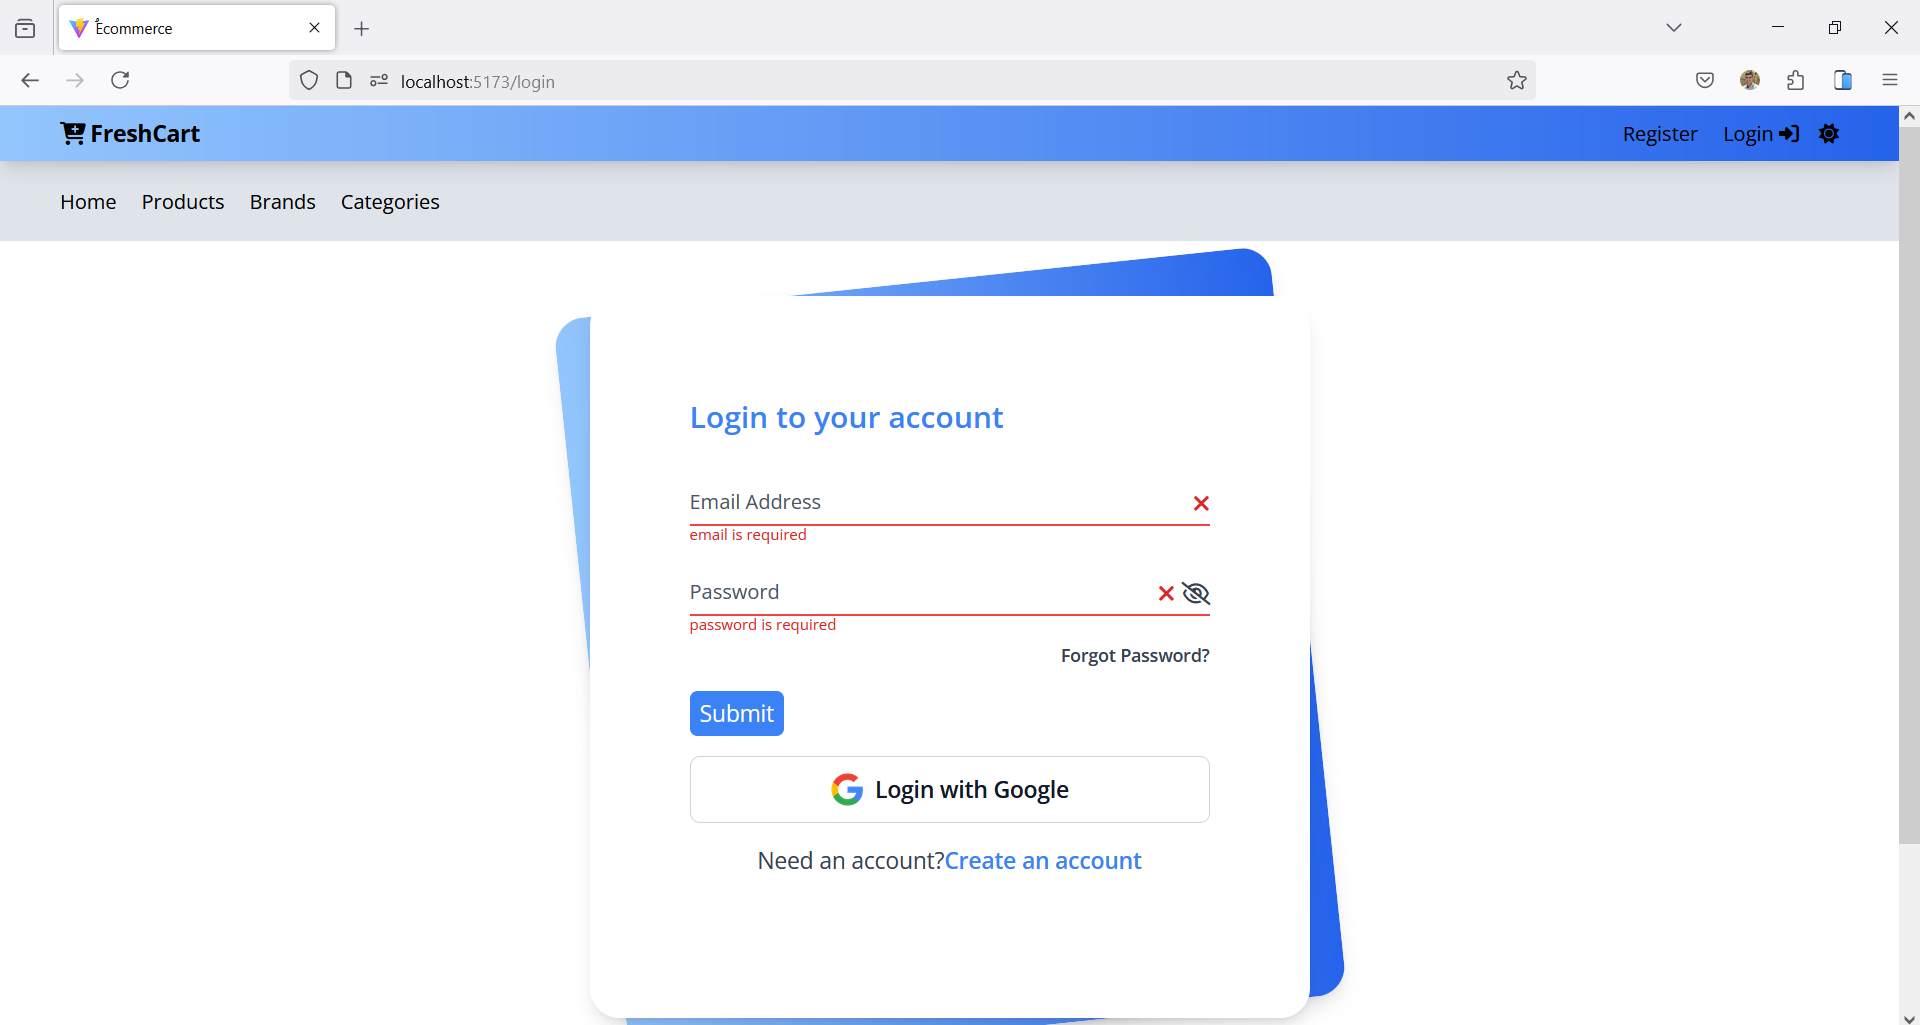 Ecommerce
localhost:5173/login
FreshCart
Register Login
Home Products Brands Categories
Login to your account
Email Address
email is required
Password
password is required
Forgot Password?
Submit
Login with Google
Need an account?Create an account